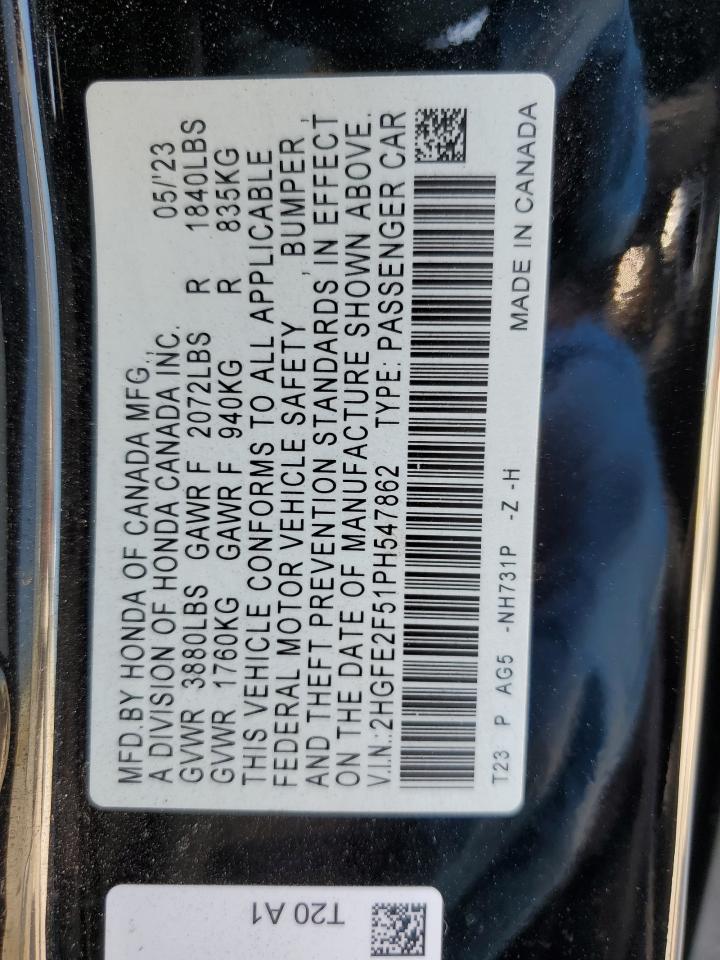 MFD.BY HONDA OF CANADA MFG.,
A DIVISION OF HONDA CANADA INC. 05/'23
GVWR 3880LBS GAWR F 2072LBS R 1840LBS
GVWR 1760KG GAWR F 940KG R 835KG
THIS VEHICLE CONFORMS TO ALL APPLICABLE
FEDERAL MOTOR VEHICLE SAFETY , BUMPER ,
AND THEFT PREVENTION STANDARDS IN EFFECT
ON THE DATE OF MANUFACTURE SHOWN ABOVE.
V.I.N.:2HGFE2F51PH547862 TYPE: PASSENGER CAR
T23 P AG5 -NH731P -Z -H MADE IN CANADA
T20 A1